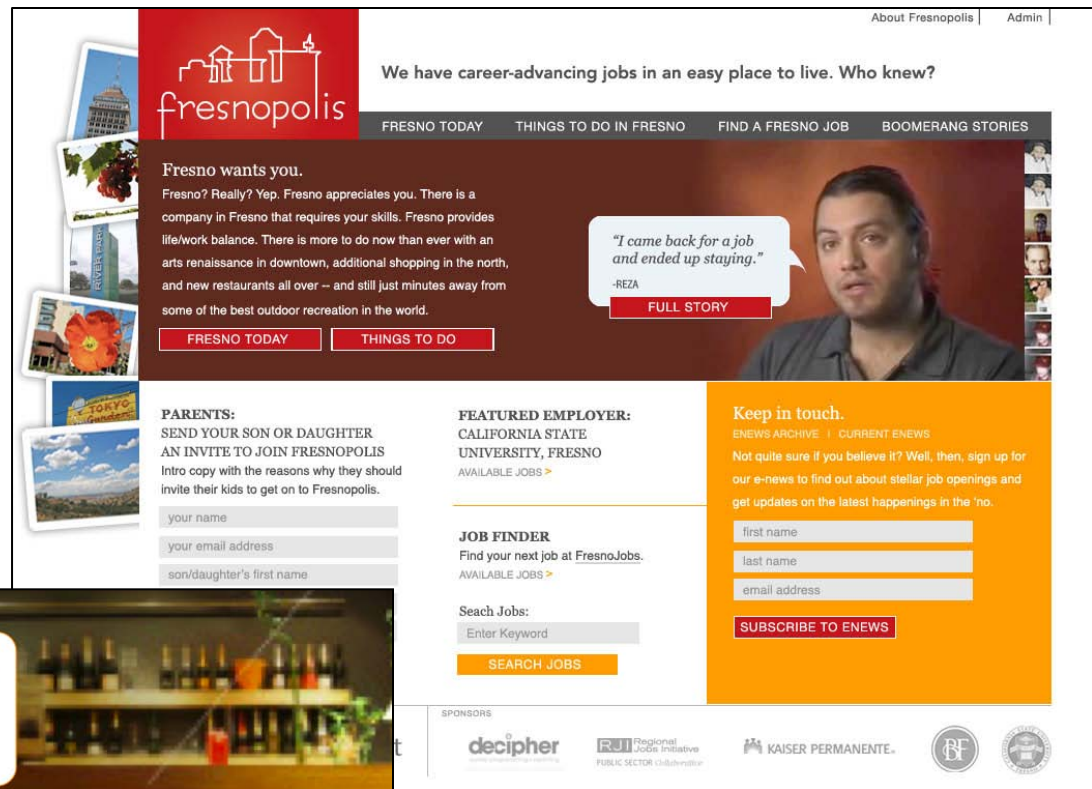 About Fresnopolis
Admin
fresnopolis
We have career-advancing jobs in an easy place to live. Who knew?
FRESNO TODAY
THINGS TO DO IN FRESNO
FIND A FRESNO JOB
BOOMERANG STORIES
Fresno wants you.
Fresno? Really? Yep. Fresno appreciates you. There is a
company in Fresno that requires your skills. Fresno provides
life/work balance. There is more to do now than ever with an
arts renaissance in downtown, additional shopping in the north,
and new restaurants all over -- and still just minutes away from
some of the best outdoor recreation in the world.
FRESNO TODAY
THINGS TO DO
"I came back for a job
and ended up staying."
-REZA
FULL STORY
RIVER PARK
TOKYO
PARENTS:
SEND YOUR SON OR DAUGHTER
AN INVITE TO JOIN FRESNOPOLIS
Intro copy with the reasons why they should
invite their kids to get on to Fresnopolis.
your name
your email address
son/daughter's first name
FEATURED EMPLOYER:
CALIFORNIA STATE
UNIVERSITY, FRESNO
AVAILABLE JOBS >
JOB FINDER
Find your next job at FresnoJobs.
AVAILABLE JOBS >
Seach Jobs:
Enter Keyword
SEARCH JOBS
Keep in touch.
ENEWS ARCHIVE | CURRENT ENEWS
Not quite sure if you believe it? Well, then, sign up for
our e-news to find out about stellar job openings and
get updates on the latest happenings in the 'no.
first name
last name
email address
SUBSCRIBE TO ENEWS
t
SPONSORS
decipher
RJI Regional
Jobs Initiative
PUBLIC SECTOR Collaborative
KAISER PERMANENTE.
BF